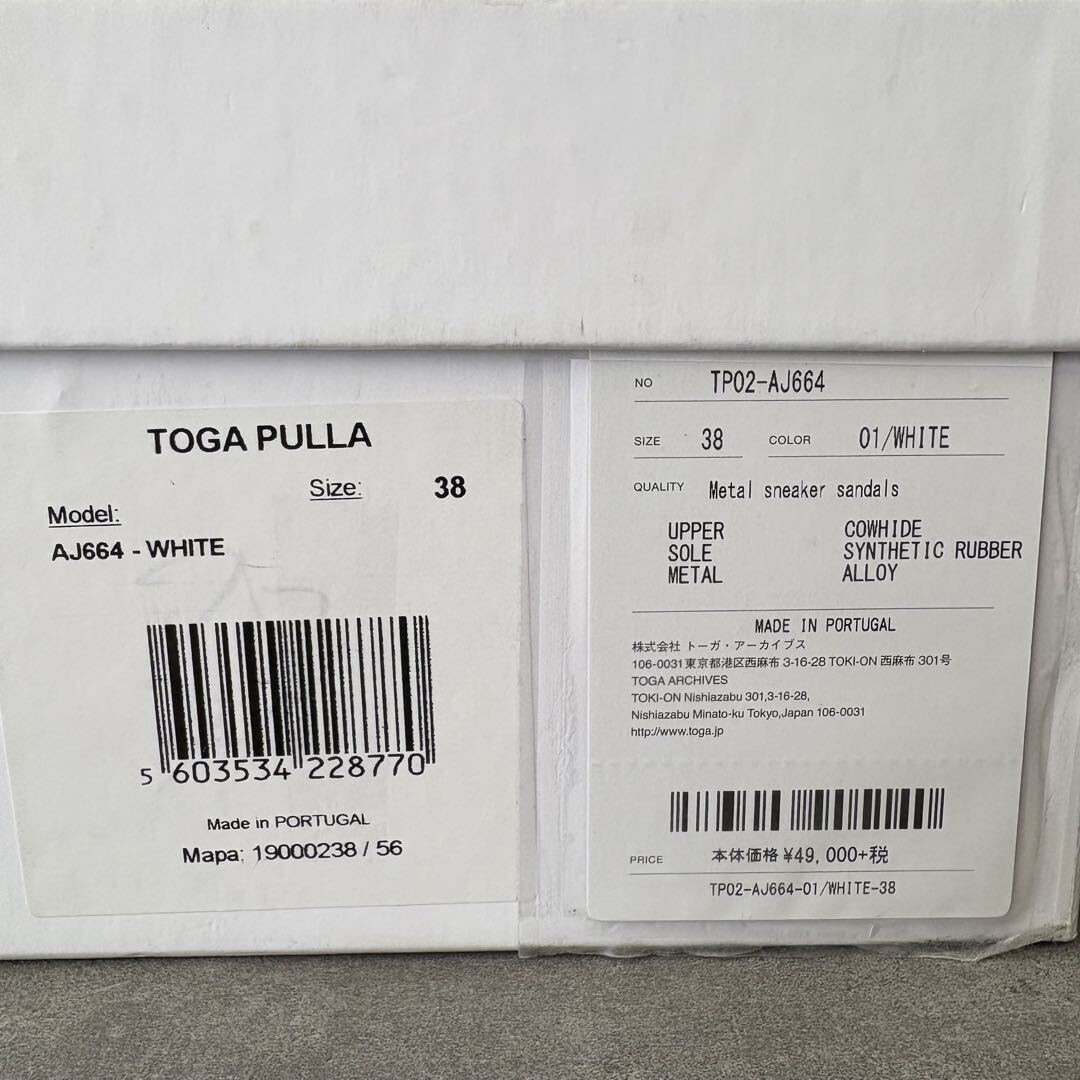 TOGA PULLA
Size: 38
Model:
AJ664 - WHITE
5 603534 228770
Made in PORTUGAL
Mapa: 19000238 / 56
NO TP02-AJ664
SIZE 38 COLOR 01/WHITE
QUALITY Metal sneaker sandals
UPPER COWHIDE
SOLE SYNTHETIC RUBBER
METAL ALLOY
MADE IN PORTUGAL
株式会社 トーガ・アーカイブス
106-0031東京都港区西麻布 3-16-28 TOKI-ON 西麻布 301号
TOGA ARCHIVES
TOKI-ON Nishiazabu 301,3-16-28,
Nishiazabu Minato-ku Tokyo,Japan 106-0031
http://www.toga.jp
PRICE 本体価格 ¥49,000+税
TP02-AJ664-01/WHITE-38